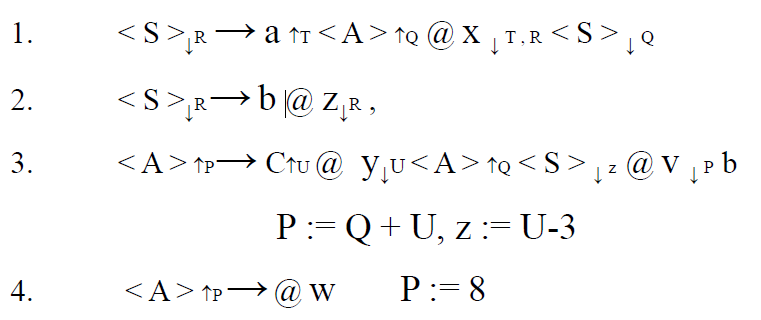 1. < S >↓R → a ↑T < A > ↑Q @ x ↓T,R < S > ↓Q
2. < S >↓R → b @ z↓R ,
3. < A > ↑P → C↑U @ y↓U < A > ↑Q < S > ↓z @ v ↓P b
P := Q + U, z := U-3
4. < A > ↑P → @ w P := 8